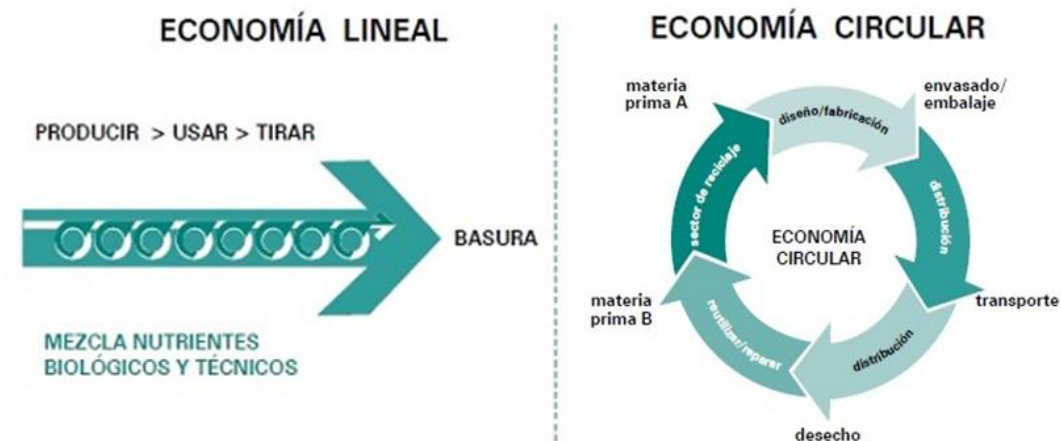 ECONOMÍA LINEAL
PRODUCIR > USAR > TIRAR
BASURA
MEZCLA NUTRIENTES
BIOLÓGICOS Y TÉCNICOS
ECONOMÍA CIRCULAR
materia
prima A
diseño/fabricación
envasado/
embalaje
distribución
transporte
distribución
desecho
reutilizar/reparar
materia
prima B
sector de reciclaje
ECONOMÍA
CIRCULAR